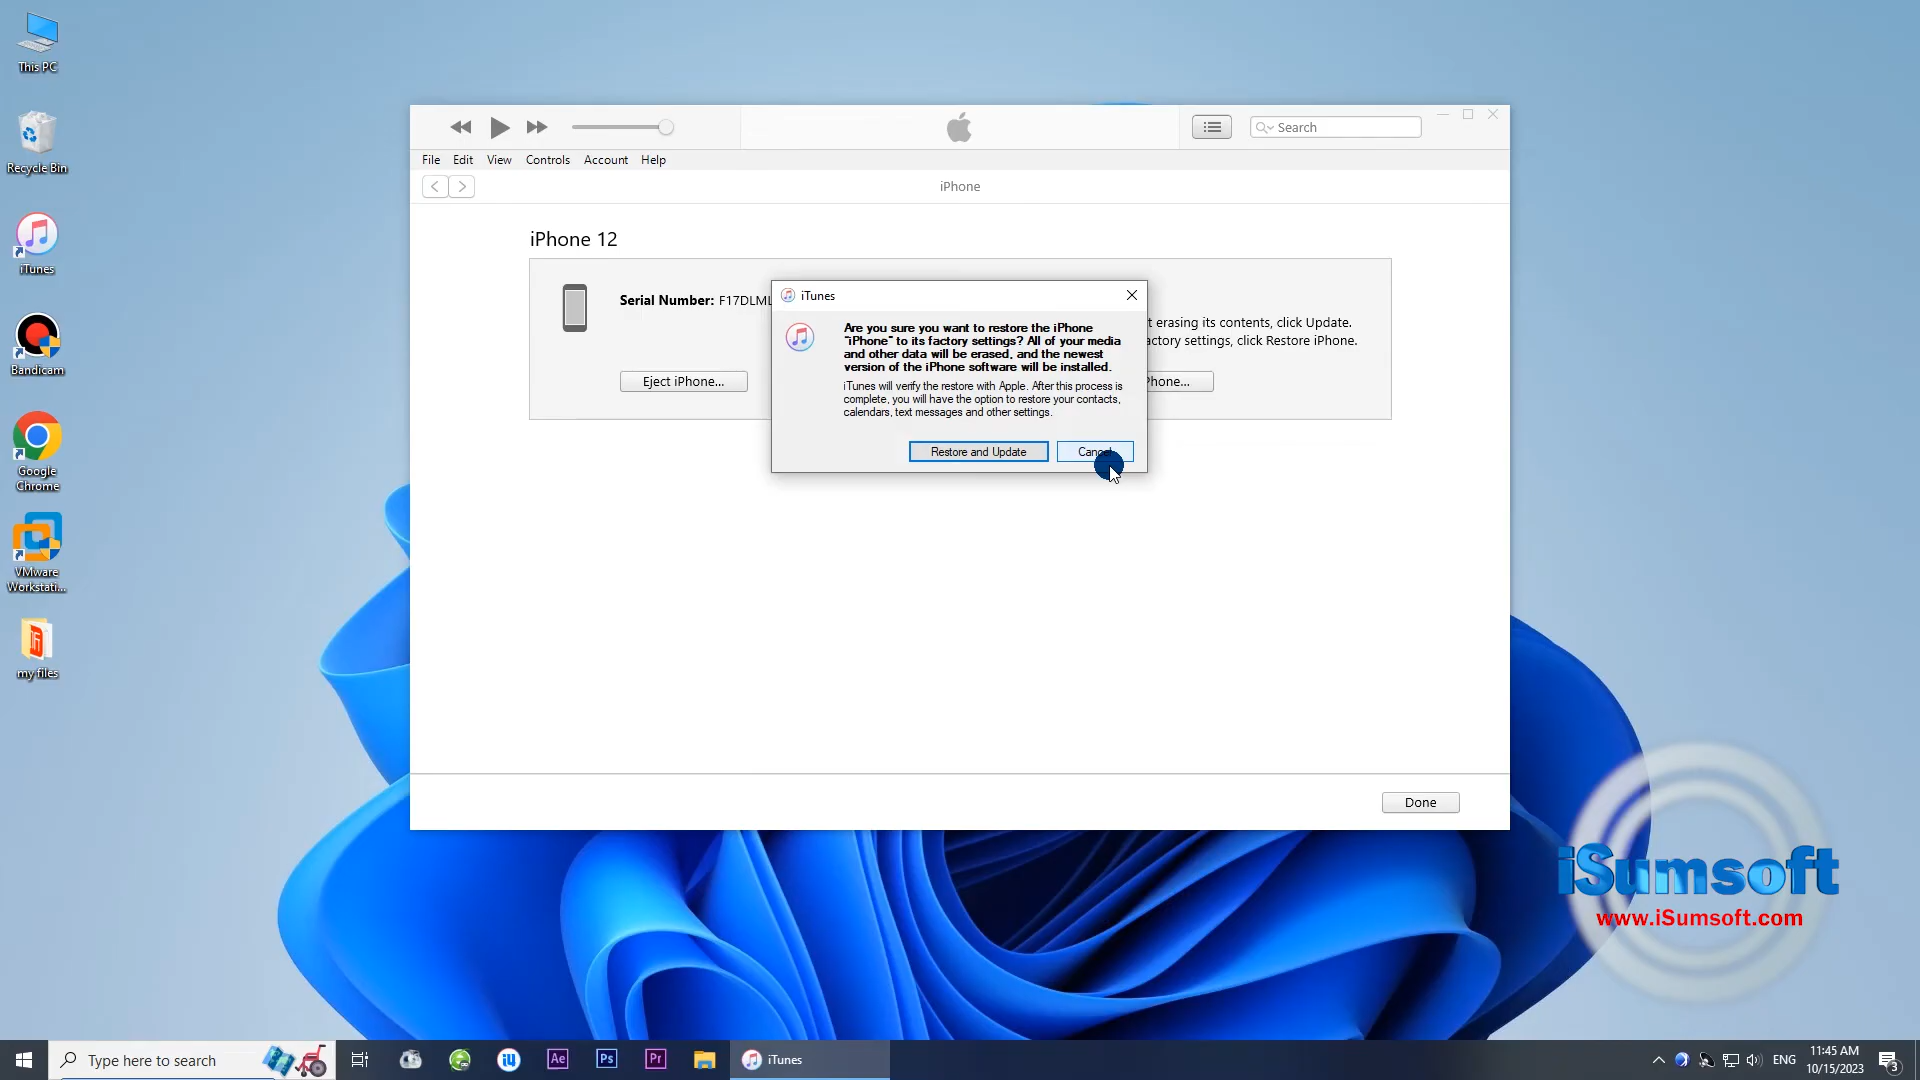 This PC
Recycle Bin
iTunes
Bandicam
Google
Chrome
VMware
Workstati...
my files
Search
File Edit View Controls Account Help
iPhone
iPhone 12
Serial Number: F17DLML
t erasing its contents, click Update.
actory settings, click Restore iPhone.
Eject iPhone...
Phone...
iTunes
Are you sure you want to restore the iPhone
"iPhone" to its factory settings? All of your media
and other data will be erased, and the newest
version of the iPhone software will be installed.
iTunes will verify the restore with Apple. After this process is
complete, you will have the option to restore your contacts,
calendars, text messages and other settings.
Restore and Update
Cancel
Done
iSumsoft
www.iSumsoft.com
Type here to search
Ae
Ps
Pr
iTunes
ENG
11:45 AM
10/15/2023
3